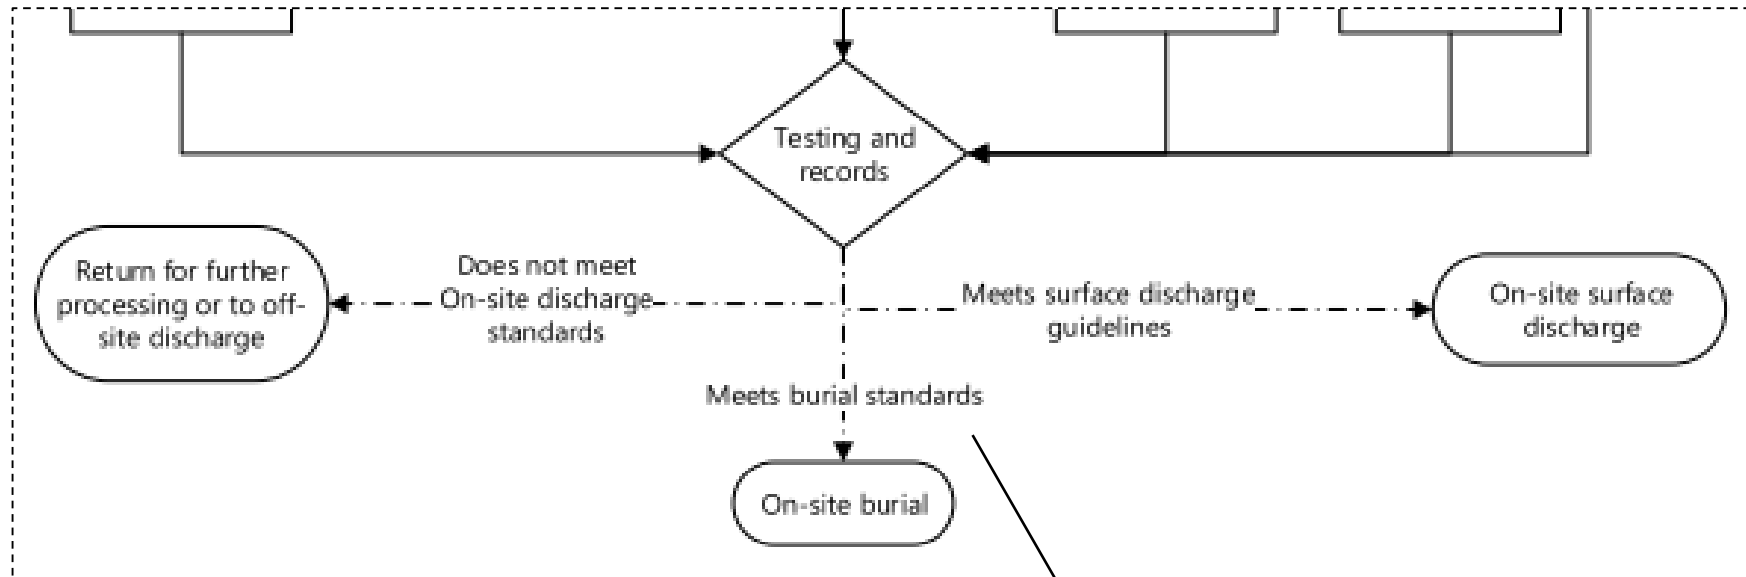 Testing and
records
Return for further
processing or to off-
site discharge
Does not meet
On-site discharge
standards
Meets surface discharge
guidelines
On-site surface
discharge
Meets burial standards
On-site burial